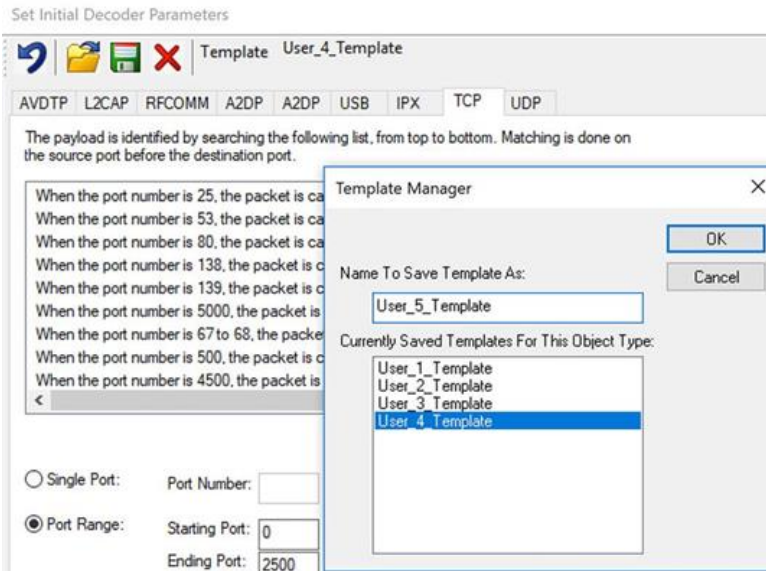 Set Initial Decoder Parameters
Template User_4_Template
AVDTP L2CAP RFCOMM A2DP A2DP USB IPX TCP UDP
The payload is identified by searching the following list, from top to bottom. Matching is done on
the source port before the destination port.
When the port number is 25, the packet is ca
When the port number is 53, the packet is ca
When the port number is 80, the packet is ca
When the port number is 138, the packet is c
When the port number is 139, the packet is c
When the port number is 5000, the packet is
When the port number is 67 to 68, the packe
When the port number is 500, the packet is c
When the port number is 4500, the packet is
Single Port: Port Number:
Port Range: Starting Port: 0
Ending Port: 2500
Template Manager
OK
Name To Save Template As:
Cancel
User_5_Template
Currently Saved Templates For This Object Type:
User_1_Template
User_2_Template
User_3_Template
User_4_Template